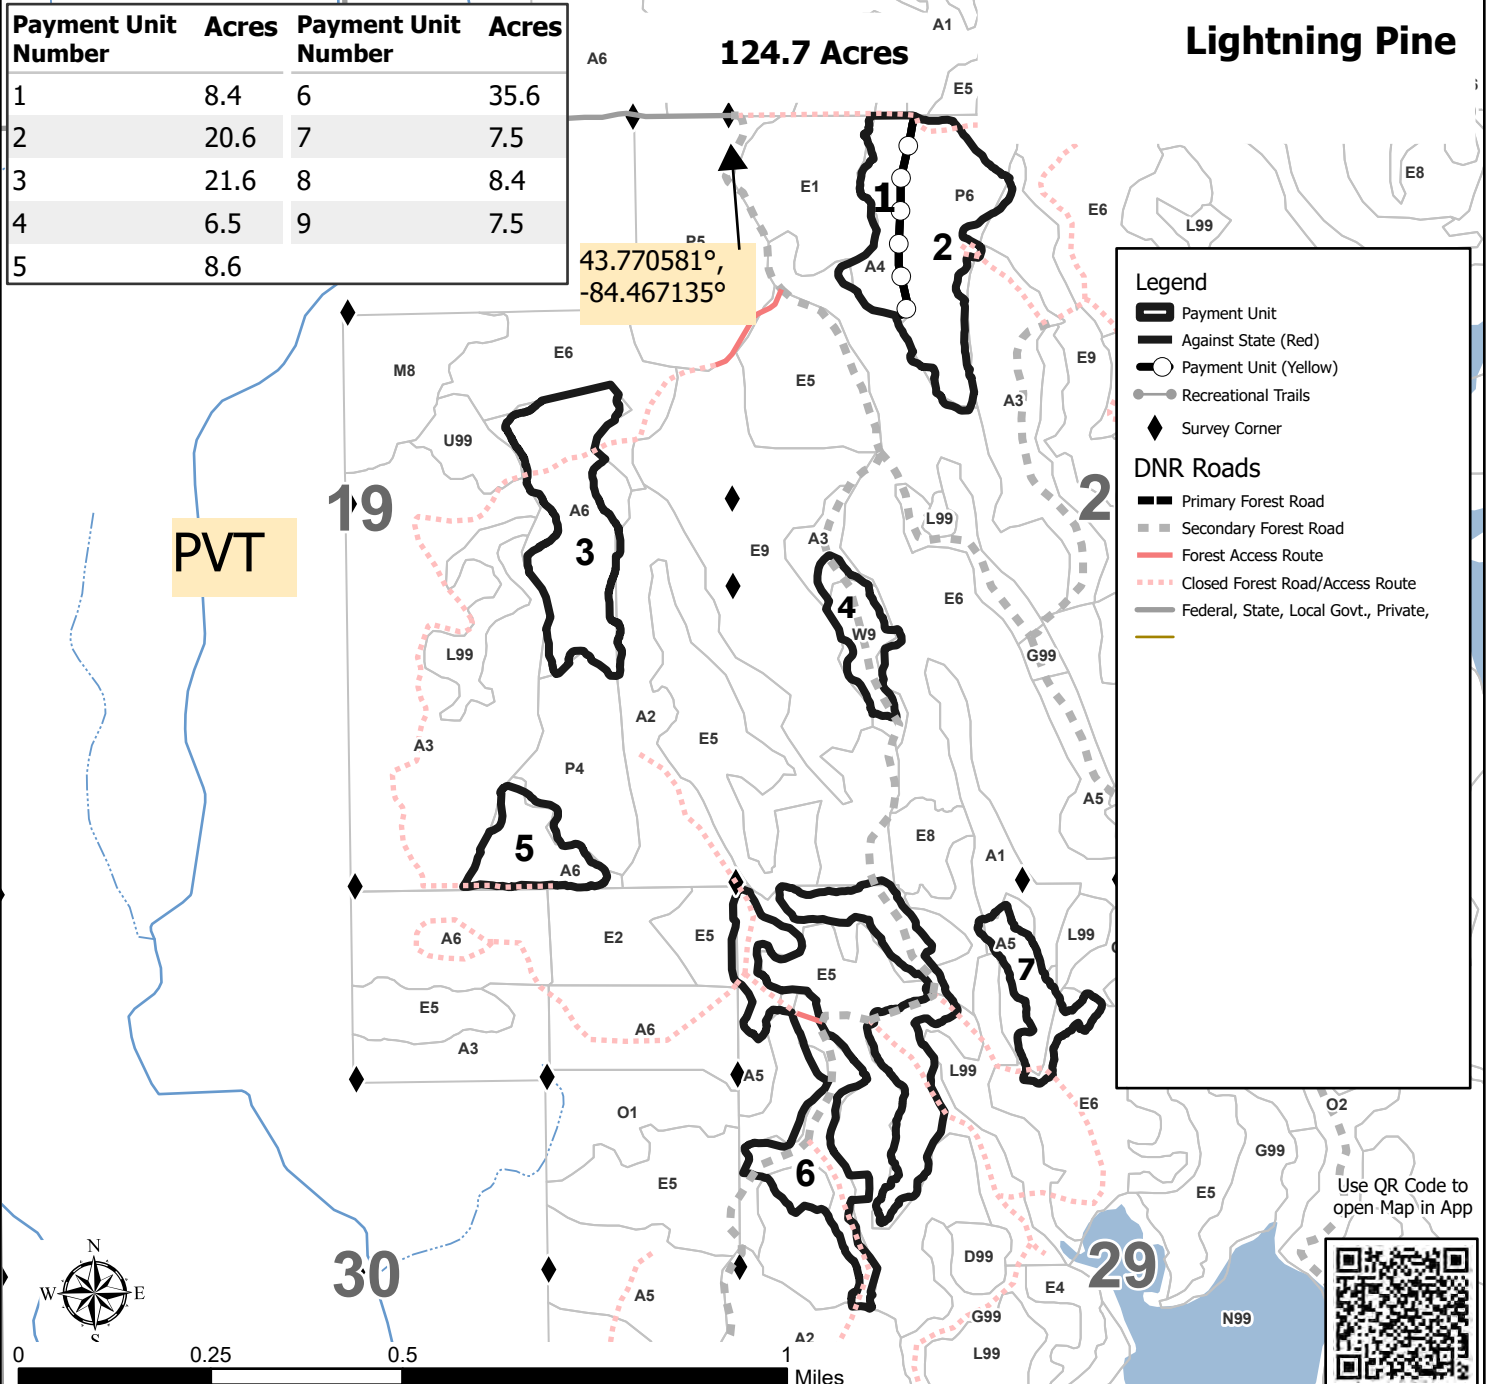 Payment Unit Number Acres Payment Unit Number Acres
1 8.4 6 35.6
2 20.6 7 7.5
3 21.6 8 8.4
4 6.5 9 7.5
5 8.6
124.7 Acres
Lightning Pine
A1
A6
E5
E8
E1
1
P6
E6
L99
P5
2
A4
43.770581°,
-84.467135°
Legend
Payment Unit
Against State (Red)
Payment Unit (Yellow)
Recreational Trails
Survey Corner
DNR Roads
Primary Forest Road
Secondary Forest Road
Forest Access Route
Closed Forest Road/Access Route
Federal, State, Local Govt., Private,
M8
E6
E5
E9
A3
U99
19
A6
2
L99
PVT
3
E9
A3
4
E6
W9
L99
G99
A2
A3
E5
P4
A5
5
E8
A6
A1
A6
E2
E5
E5
A5
L99
7
E5
A6
A3
A5
L99
E6
O1
O2
G99
6
E5
E5
Use QR Code to
open Map in App
N
W E
S
30
D99
29
E4
A5
G99
N99
A2
L99
0 0.25 0.5 1
Miles